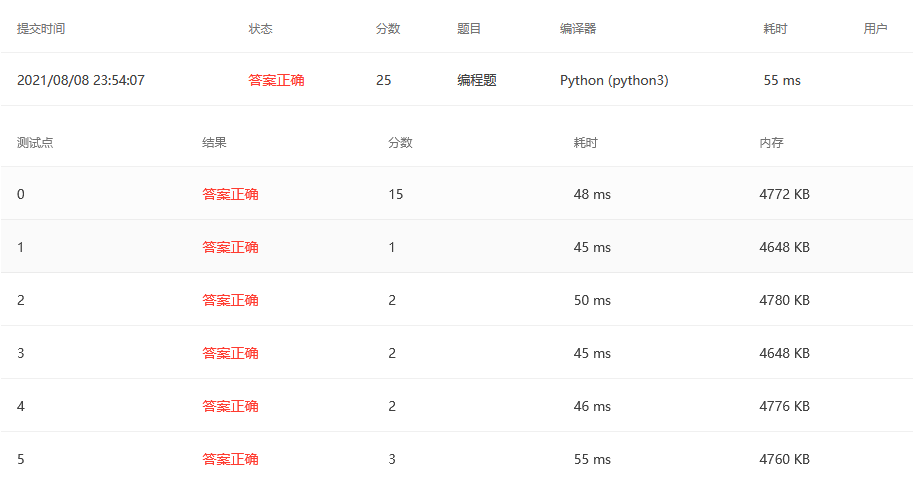 提交时间 状态 分数 题目 编译器 耗时 用户
2021/08/08 23:54:07 答案正确 25 编程题 Python (python3) 55 ms
测试点 结果 分数 耗时 内存
0 答案正确 15 48 ms 4772 KB
1 答案正确 1 45 ms 4648 KB
2 答案正确 2 50 ms 4780 KB
3 答案正确 2 45 ms 4648 KB
4 答案正确 2 46 ms 4776 KB
5 答案正确 3 55 ms 4760 KB